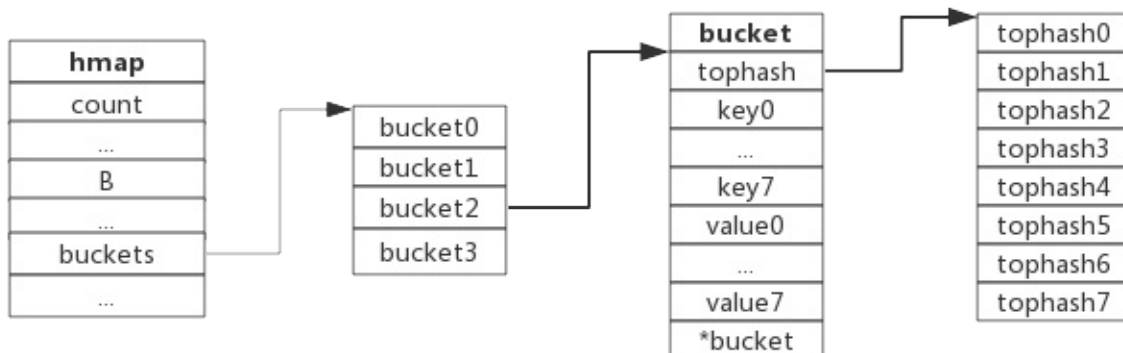 hmap
count
...
B
...
buckets
...
bucket0
bucket1
bucket2
bucket3
bucket
tophash
key0
...
key7
value0
...
value7
*bucket
tophash0
tophash1
tophash2
tophash3
tophash4
tophash5
tophash6
tophash7